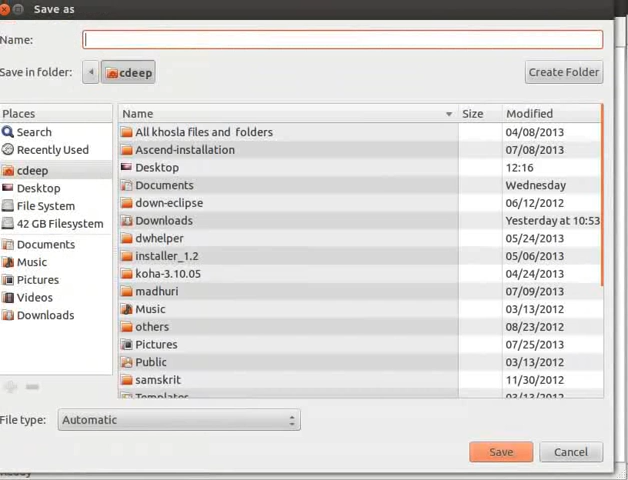 Save as
Name:
Save in folder: cdeep Create Folder
Places Name Size Modified
Search All khosla files and folders 04/08/2013
Recently Used Ascend-installation 07/08/2013
Desktop 12:16
cdeep Documents Wednesday
Desktop down-eclipse 06/12/2012
File System Downloads Yesterday at 10:53
42 GB Filesystem dwhelper 05/24/2013
Documents installer_1.2 05/06/2013
Music koha-3.10.05 04/24/2013
Pictures madhuri 07/09/2013
Videos Music 03/13/2012
Downloads others 08/23/2012
Pictures 07/25/2013
Public 03/13/2012
samskrit 11/30/2012
Templates 03/13/2012
File type: Automatic
Save Cancel